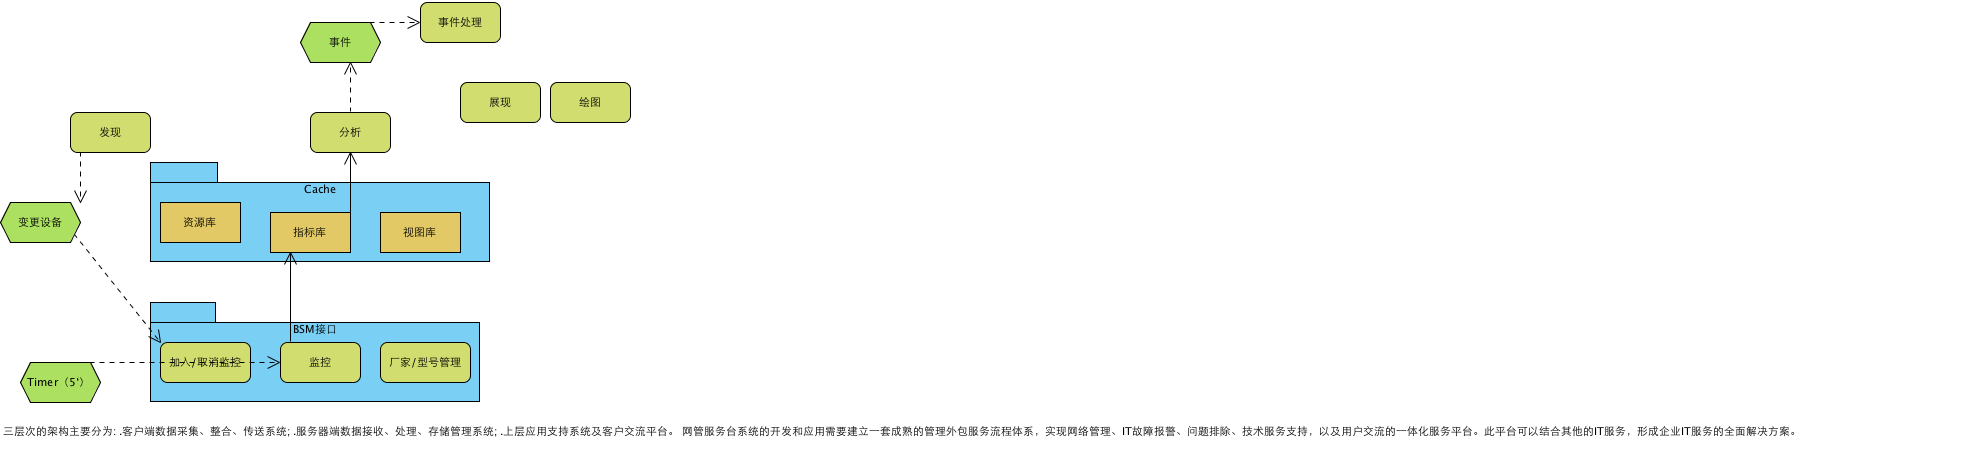 事件处理
事件
展现
绘图
发现
分析
Cache
资源库
指标库
视图库
变更设备
BSM接口
加入/取消监控
监控
厂家/型号管理
Timer（5‘）
三层次的架构主要分为: .客户端数据采集、整合、传送系统; .服务器端数据接收、处理、存储管理系统; .上层应用支持系统及客户交流平台。 网管服务台系统的开发和应用需要建立一套成熟的管理外包服务流程体系，实现网络管理、IT故障报警、问题排除、技术服务支持，以及用户交流的一体化服务平台。此平台可以结合其他的IT服务，形成企业IT服务的全面解决方案。